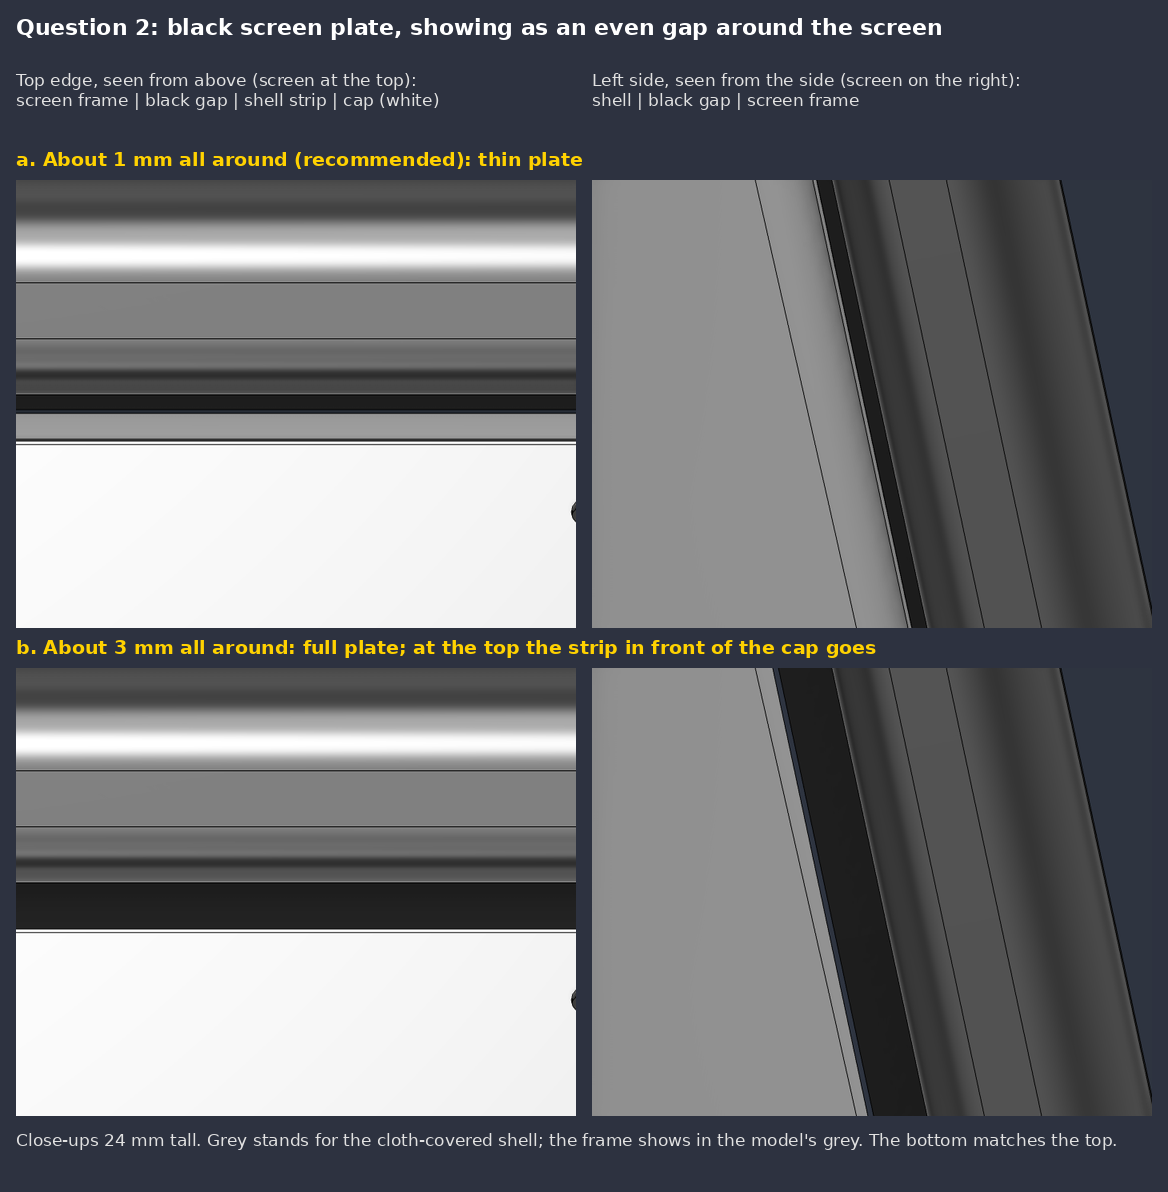 Question 2: black screen plate, showing as an even gap around the screen
Top edge, seen from above (screen at the top):
screen frame | black gap | shell strip | cap (white)
Left side, seen from the side (screen on the right):
shell | black gap | screen frame
a. About 1 mm all around (recommended): thin plate
b. About 3 mm all around: full plate; at the top the strip in front of the cap goes
Close-ups 24 mm tall. Grey stands for the cloth-covered shell; the frame shows in the model's grey. The bottom matches the top.